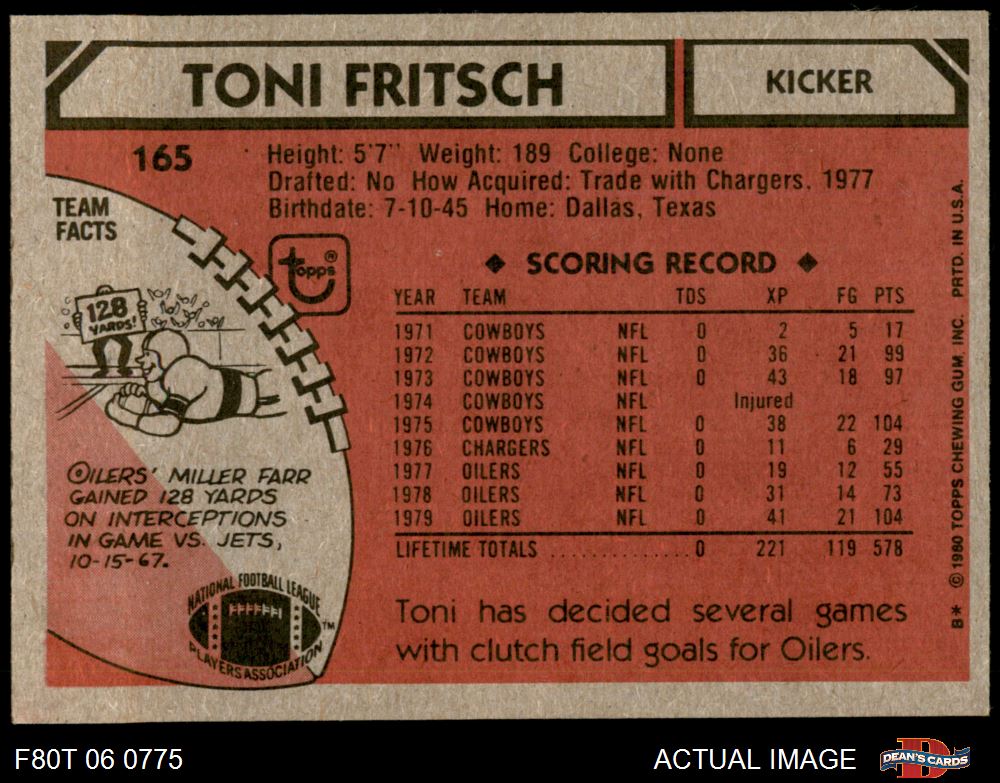 TONI FRITSCH
KICKER
165
Height: 5'7" Weight: 189 College: None
Drafted: No How Acquired: Trade with Chargers, 1977
Birthdate: 7-10-45 Home: Dallas, Texas
TEAM
FACTS
topps ®
128
YARDS!
OILERS' MILLER FARR
GAINED 128 YARDS
ON INTERCEPTIONS
IN GAME VS. JETS,
10-15-67.
NATIONAL FOOTBALL LEAGUE
PLAYERS ASSOCIATION
TM
◆ SCORING RECORD ◆
YEAR TEAM TDS XP FG PTS
1971 COWBOYS NFL 0 2 5 17
1972 COWBOYS NFL 0 36 21 99
1973 COWBOYS NFL 0 43 18 97
1974 COWBOYS NFL Injured
1975 COWBOYS NFL 0 38 22 104
1976 CHARGERS NFL 0 11 6 29
1977 OILERS NFL 0 19 12 55
1978 OILERS NFL 0 31 14 73
1979 OILERS NFL 0 41 21 104
LIFETIME TOTALS ..............0 221 119 578
Toni has decided several games
with clutch field goals for Oilers.
B* © 1980 TOPPS CHEWING GUM, INC. PRTD. IN U.S.A.
F80T 06 0775
ACTUAL IMAGE
D
DEAN'S CARDS